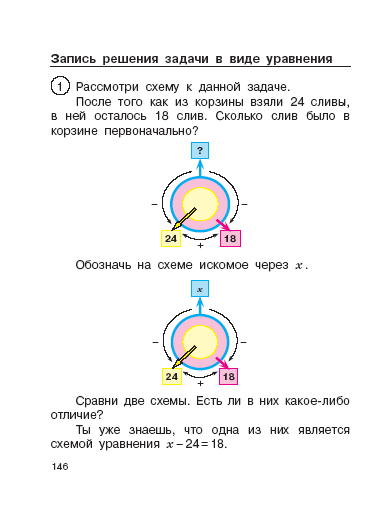 Запись решения задачи в виде уравнения
1 Рассмотри схему к данной задаче.
После того как из корзины взяли 24 сливы,
в ней осталось 18 слив. Сколько слив было в
корзине первоначально?
?
– –
24 18
+
Обозначь на схеме искомое через x.
x
– –
24 18
+
Сравни две схемы. Есть ли в них какое-либо
отличие?
Ты уже знаешь, что одна из них является
схемой уравнения x – 24 = 18.
146